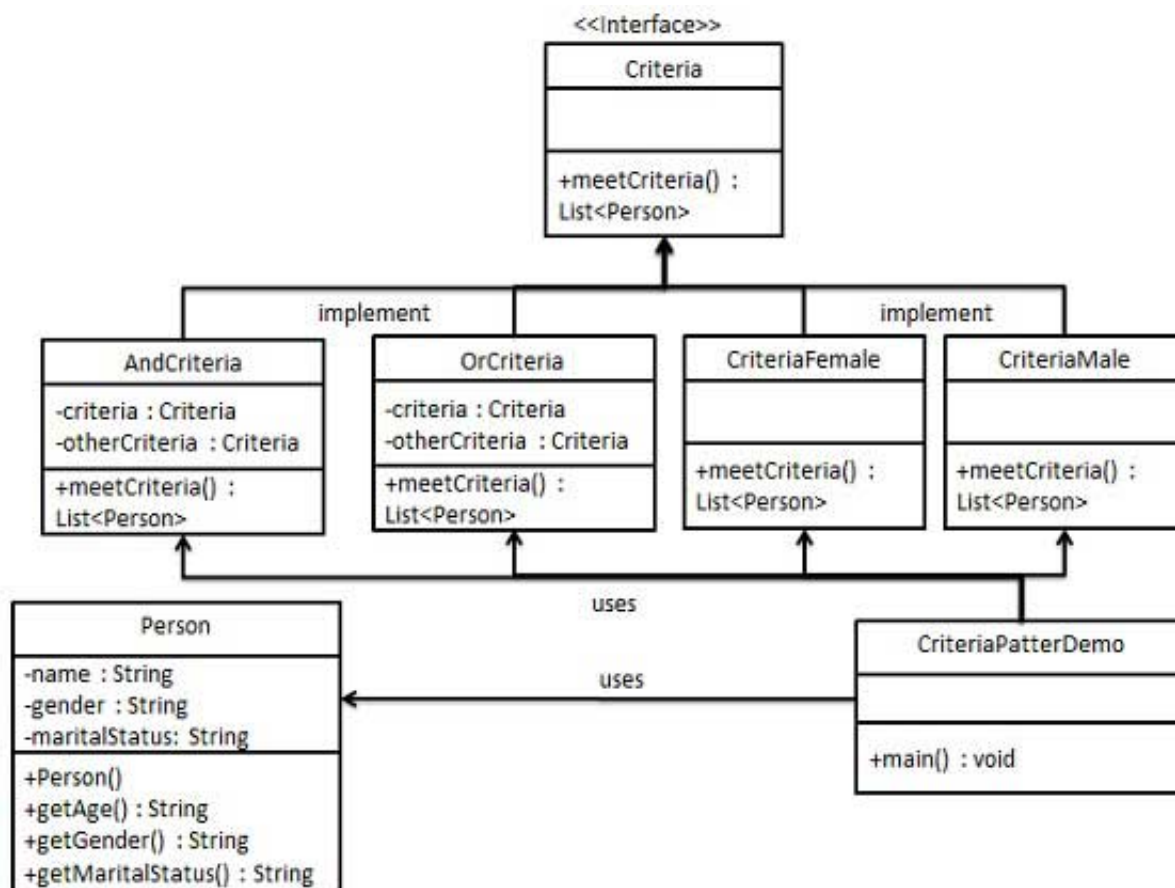 <<Interface>>
Criteria
+meetCriteria() :
List<Person>
implement
implement
AndCriteria
-criteria : Criteria
-otherCriteria : Criteria
+meetCriteria() :
List<Person>
OrCriteria
-criteria : Criteria
-otherCriteria : Criteria
+meetCriteria() :
List<Person>
CriteriaFemale
+meetCriteria() :
List<Person>
CriteriaMale
+meetCriteria() :
List<Person>
uses
Person
-name : String
-gender : String
-maritalStatus: String
+Person()
+getAge() : String
+getGender() : String
+getMaritalStatus() : String
uses
CriteriaPatterDemo
+main() : void